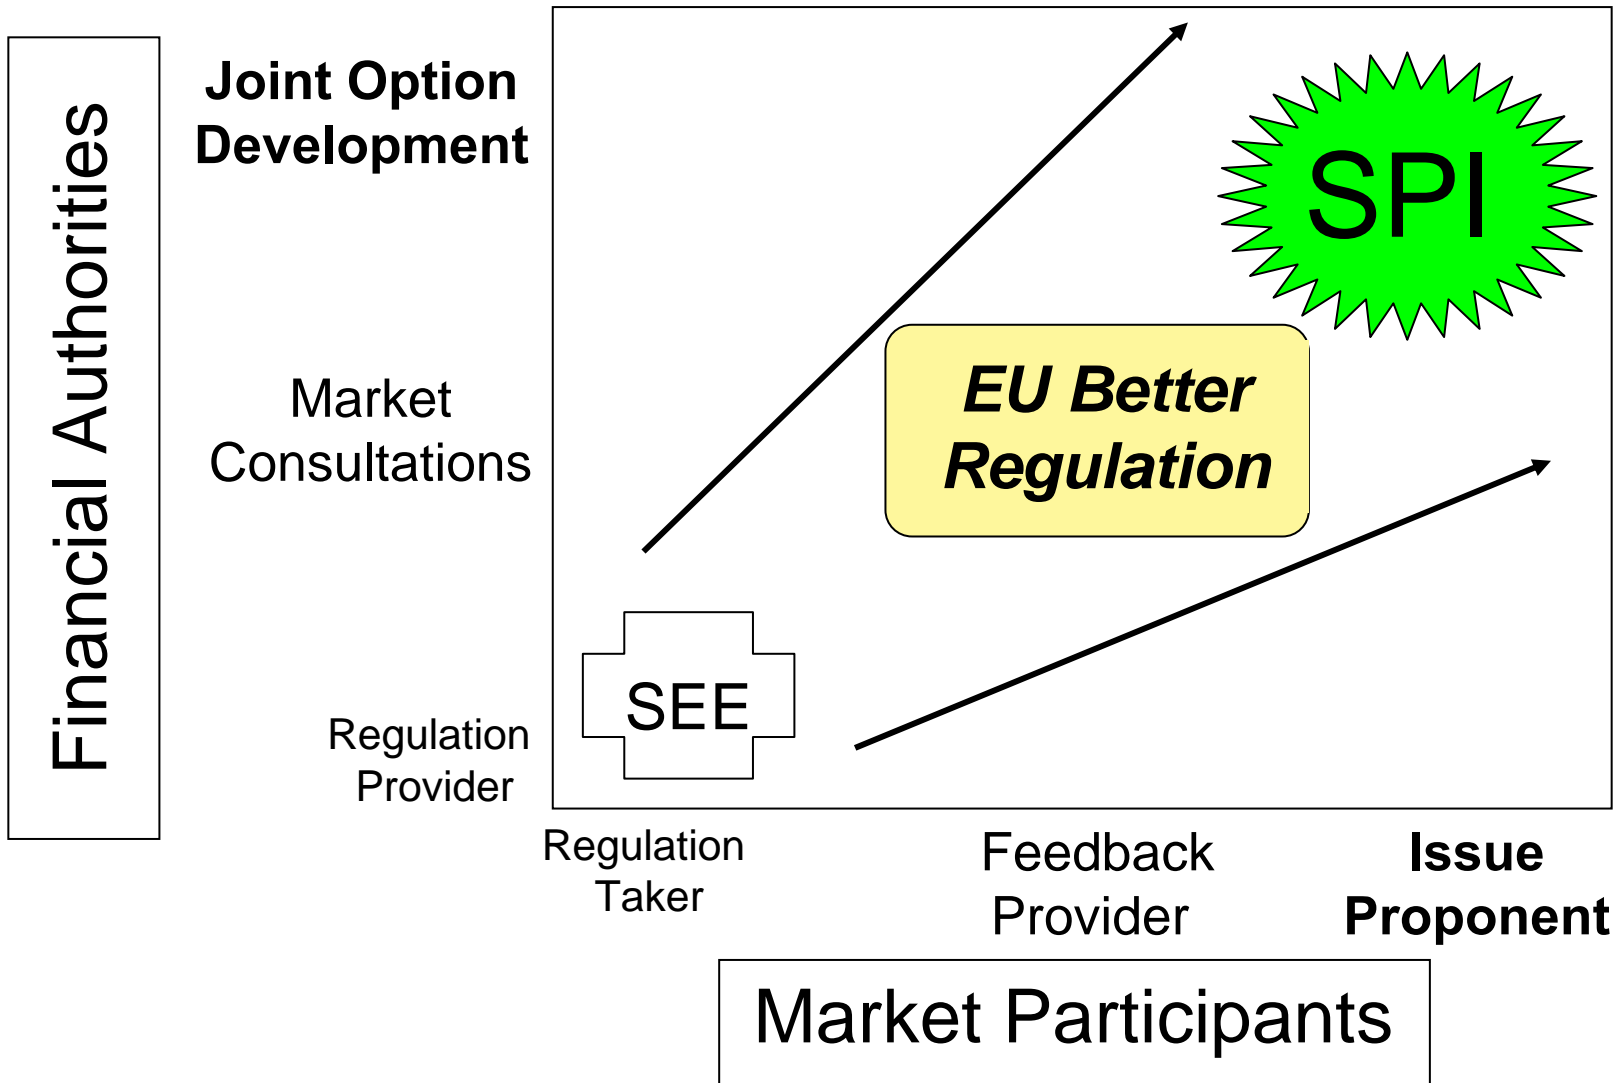 Financial Authorities
Joint Option
Development
Market
Consultations
Regulation
Provider
SPI
EU Better
Regulation
SEE
Regulation
Taker
Feedback
Provider
Issue
Proponent
Market Participants